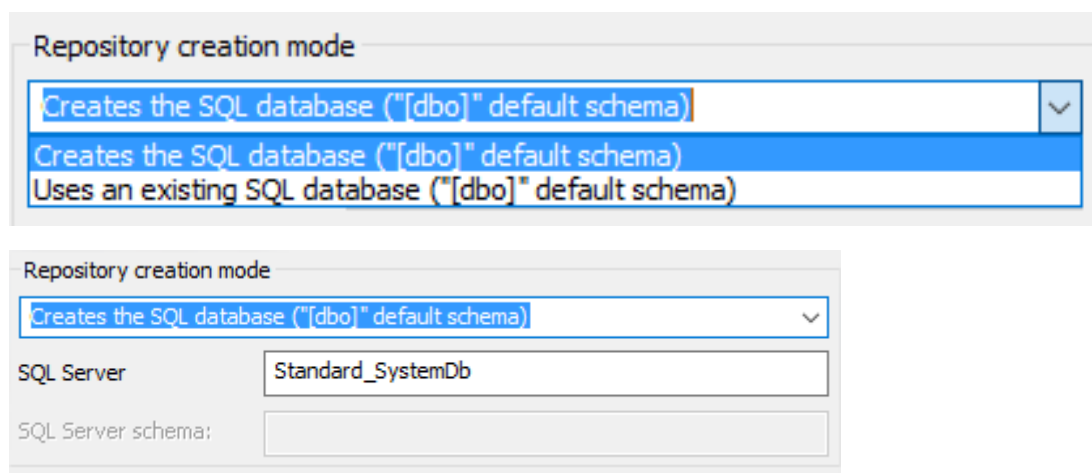 Repository creation mode
Creates the SQL database ("[dbo]" default schema)
Creates the SQL database ("[dbo]" default schema)
Uses an existing SQL database ("[dbo]" default schema)
Repository creation mode
Creates the SQL database ("[dbo]" default schema)
SQL Server Standard_SystemDb
SQL Server schema: